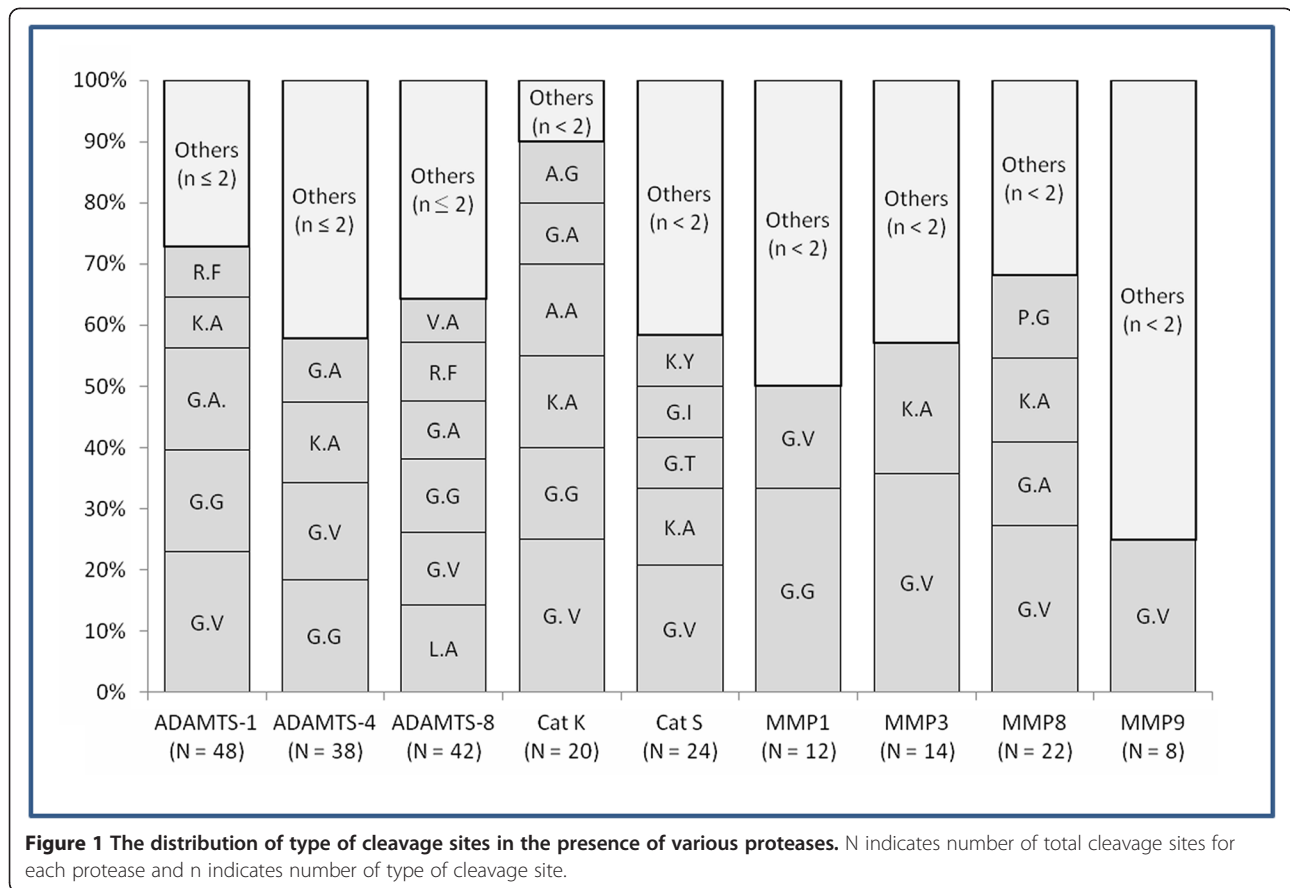 100%
90%
80%
70%
60%
50%
40%
30%
20%
10%
0%
Others
(n ≤ 2)
R.F
K.A
G.A.
G.G
G.V
Others
(n ≤ 2)
G.A
K.A
G.V
G.G
Others
(n ≤ 2)
V.A
R.F
G.A
G.G
G.V
L.A
Others
(n < 2)
A.G
G.A
A.A
K.A
G.G
G. V
Others
(n < 2)
K.Y
G.I
G.T
K.A
G.V
Others
(n < 2)
G.V
G.G
Others
(n < 2)
K.A
G.V
Others
(n < 2)
P.G
K.A
G.A
G.V
Others
(n < 2)
G.V
ADAMTS-1 ADAMTS-4 ADAMTS-8 Cat K Cat S MMP1 MMP3 MMP8 MMP9
(N = 48) (N = 38) (N = 42) (N = 20) (N = 24) (N = 12) (N = 14) (N = 22) (N = 8)
Figure 1 The distribution of type of cleavage sites in the presence of various proteases. N indicates number of total cleavage sites for
each protease and n indicates number of type of cleavage site.